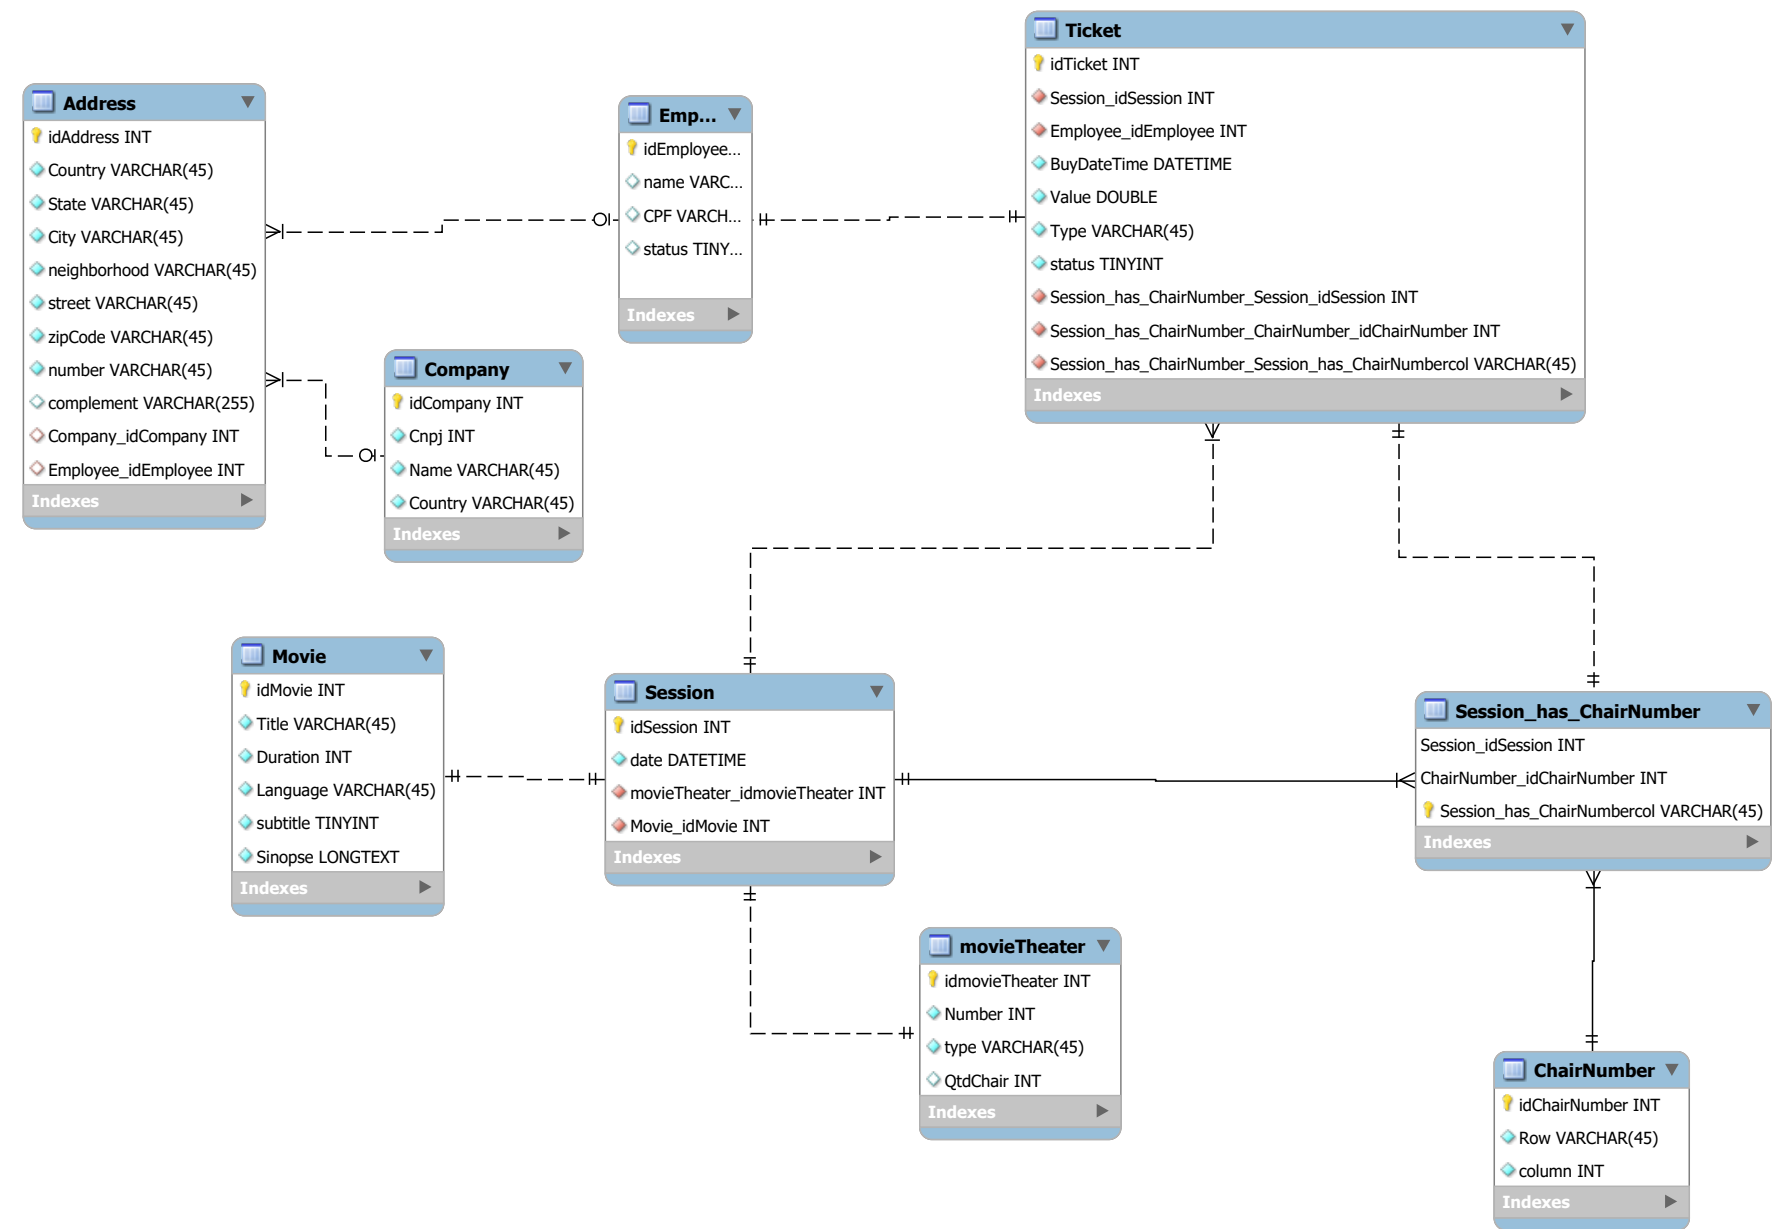 Address
idAddress INT
Country VARCHAR(45)
State VARCHAR(45)
City VARCHAR(45)
neighborhood VARCHAR(45)
street VARCHAR(45)
zipCode VARCHAR(45)
number VARCHAR(45)
complement VARCHAR(255)
Company_idCompany INT
Employee_idEmployee INT
Indexes
Emp...
idEmployee...
name VARC...
CPF VARCH...
status TINY...
Indexes
Company
idCompany INT
Cnpj INT
Name VARCHAR(45)
Country VARCHAR(45)
Indexes
Ticket
idTicket INT
Session_idSession INT
Employee_idEmployee INT
BuyDateTime DATETIME
Value DOUBLE
Type VARCHAR(45)
status TINYINT
Session_has_ChairNumber_Session_idSession INT
Session_has_ChairNumber_ChairNumber_idChairNumber INT
Session_has_ChairNumber_Session_has_ChairNumbercol VARCHAR(45)
Indexes
Movie
idMovie INT
Title VARCHAR(45)
Duration INT
Language VARCHAR(45)
subtitle TINYINT
Sinopse LONGTEXT
Indexes
Session
idSession INT
date DATETIME
movieTheater_idmovieTheater INT
Movie_idMovie INT
Indexes
Session_has_ChairNumber
Session_idSession INT
ChairNumber_idChairNumber INT
Session_has_ChairNumbercol VARCHAR(45)
Indexes
movieTheater
idmovieTheater INT
Number INT
type VARCHAR(45)
QtdChair INT
Indexes
ChairNumber
idChairNumber INT
Row VARCHAR(45)
column INT
Indexes